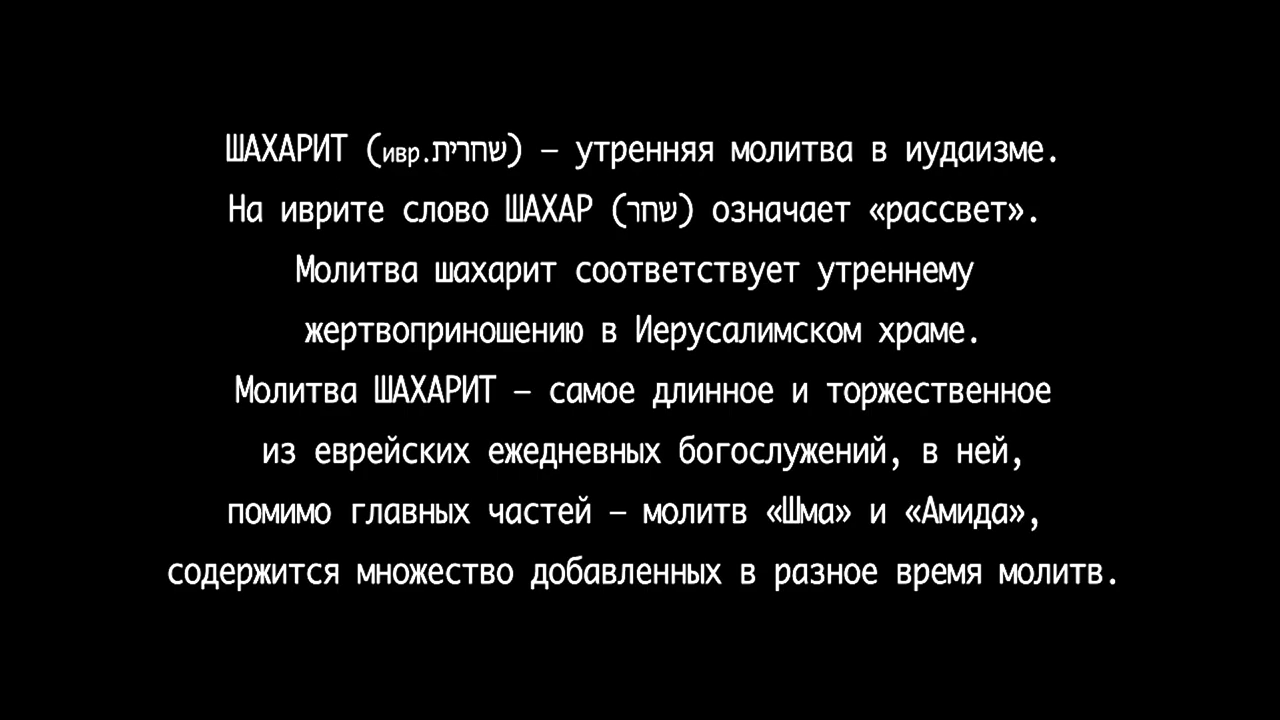 ШАХАРИТ (ивр.שחרית) – утренняя молитва в иудаизме.
На иврите слово ШАХАР (שחר) означает «рассвет».
Молитва шахарит соответствует утреннему
жертвоприношению в Иерусалимском храме.
Молитва ШАХАРИТ – самое длинное и торжественное
из еврейских ежедневных богослужений, в ней,
помимо главных частей – молитв «Шма» и «Амида»,
содержится множество добавленных в разное время молитв.